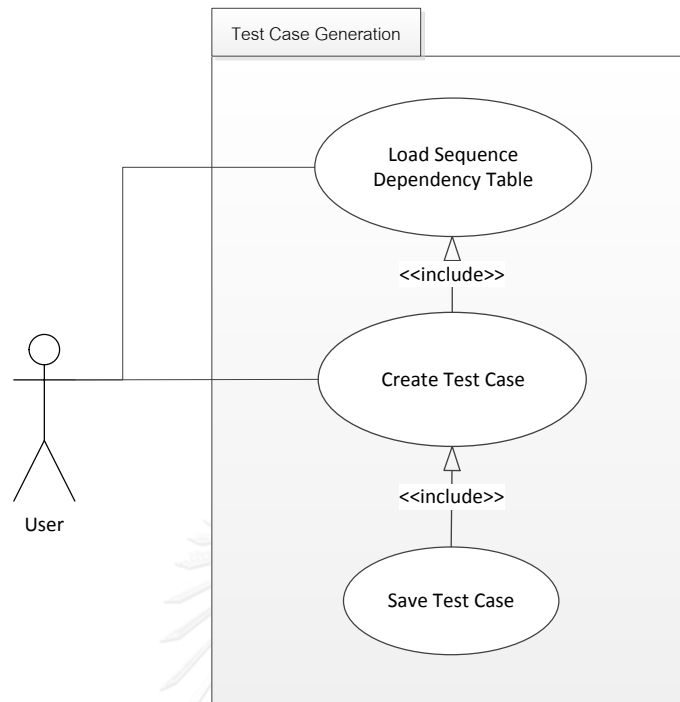 Test Case Generation
Load Sequence
Dependency Table
<<include>>
Create Test Case
<<include>>
Save Test Case
User